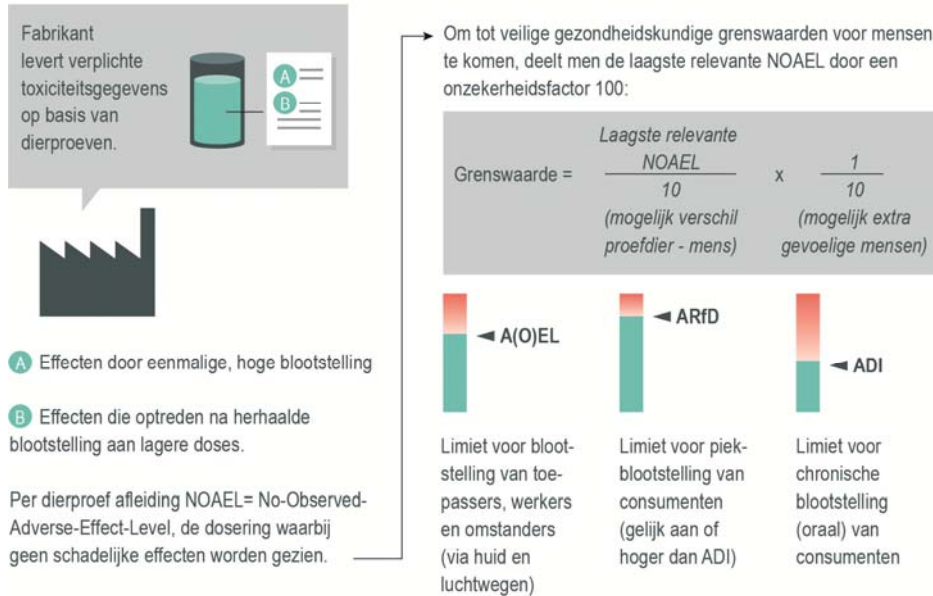 Fabrikant
levert verplichte
toxiciteitsgegevens
op basis van
dierproeven.
A
B
A Effecten door eenmalige, hoge blootstelling
B Effecten die optreden na herhaalde
blootstelling aan lagere doses.
Per dierproef afleiding NOAEL= No-Observed-
Adverse-Effect-Level, de dosering waarbij
geen schadelijke effecten worden gezien.
Om tot veilige gezondheidskundige grenswaarden voor mensen
te komen, deelt men de laagste relevante NOAEL door een
onzekerheidsfactor 100:
Grenswaarde =
Laagste relevante
NOAEL
10
(mogelijk verschil
proefdier - mens)
x
1
10
(mogelijk extra
gevoelige mensen)
A(O)EL
Limiet voor bloot-
stelling van toe-
passers, werkers
en omstanders
(via huid en
luchtwegen)
ARfD
Limiet voor piek-
blootstelling van
consumenten
(gelijk aan of
hoger dan ADI)
ADI
Limiet voor
chronische
blootstelling
(oraal) van
consumenten